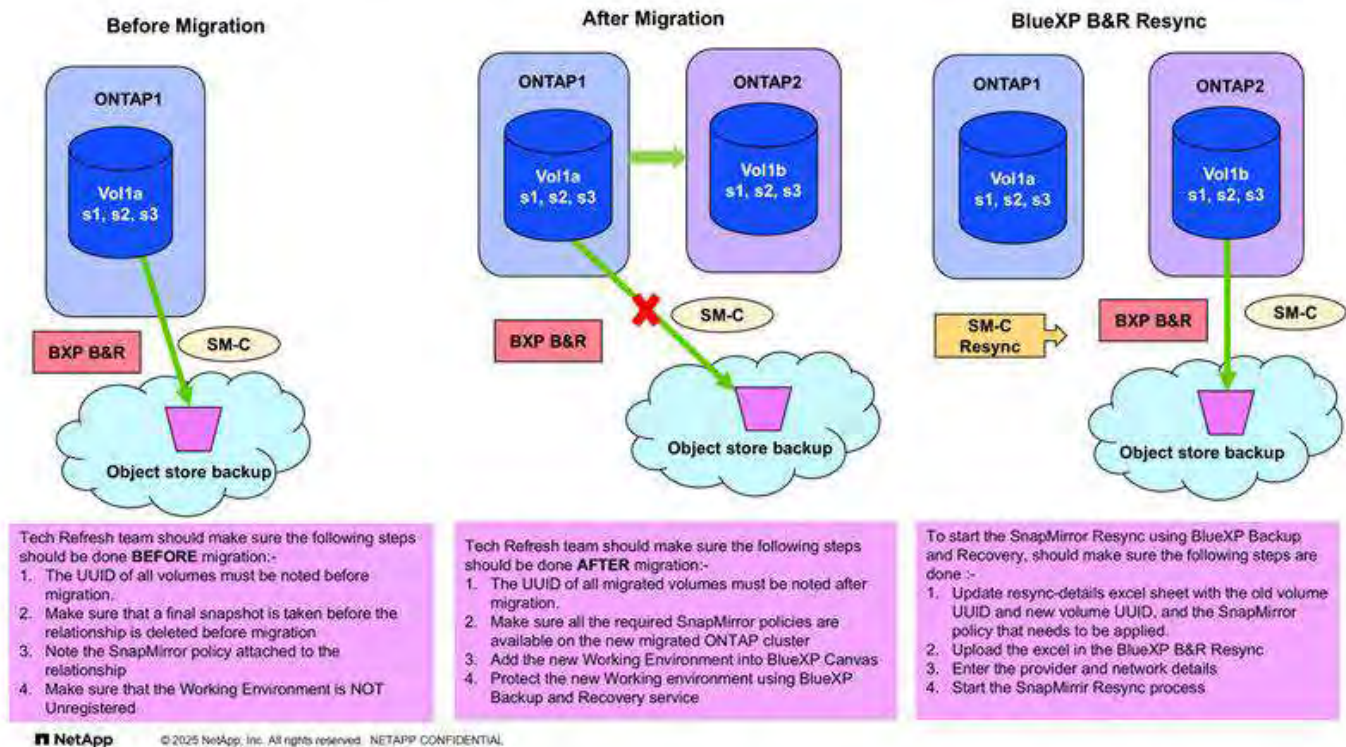 Before Migration
ONTAP1
Vol1a
s1, s2, s3
BXP B&R
SM-C
Object store backup
Tech Refresh team should make sure the following steps
should be done BEFORE migration:-
1. The UUID of all volumes must be noted before
migration.
2. Make sure that a final snapshot is taken before the
relationship is deleted before migration
3. Note the SnapMirror policy attached to the
relationship
4. Make sure that the Working Environment is NOT
Unregistered
After Migration
ONTAP1
ONTAP2
Vol1a
s1, s2, s3
Vol1b
s1, s2, s3
BXP B&R
SM-C
Object store backup
Tech Refresh team should make sure the following steps
should be done AFTER migration:-
1. The UUID of all migrated volumes must be noted after
migration.
2. Make sure all the required SnapMirror policies are
available on the new migrated ONTAP cluster
3. Add the new Working Environment into BlueXP Canvas
4. Protect the new Working environment using BlueXP
Backup and Recovery service
BlueXP B&R Resync
ONTAP1
ONTAP2
Vol1a
s1, s2, s3
Vol1b
s1, s2, s3
SM-C
Resync
BXP B&R
SM-C
Object store backup
To start the SnapMirror Resync using BlueXP Backup
and Recovery, should make sure the following steps are
done :-
1. Update resync-details excel sheet with the old volume
UUID and new volume UUID, and the SnapMirror
policy that needs to be applied.
2. Upload the excel in the BlueXP B&R Resync
3. Enter the provider and network details
4. Start the SnapMirrir Resync process
NetApp
© 2025 NetApp, Inc. All rights reserved. NETAPP CONFIDENTIAL